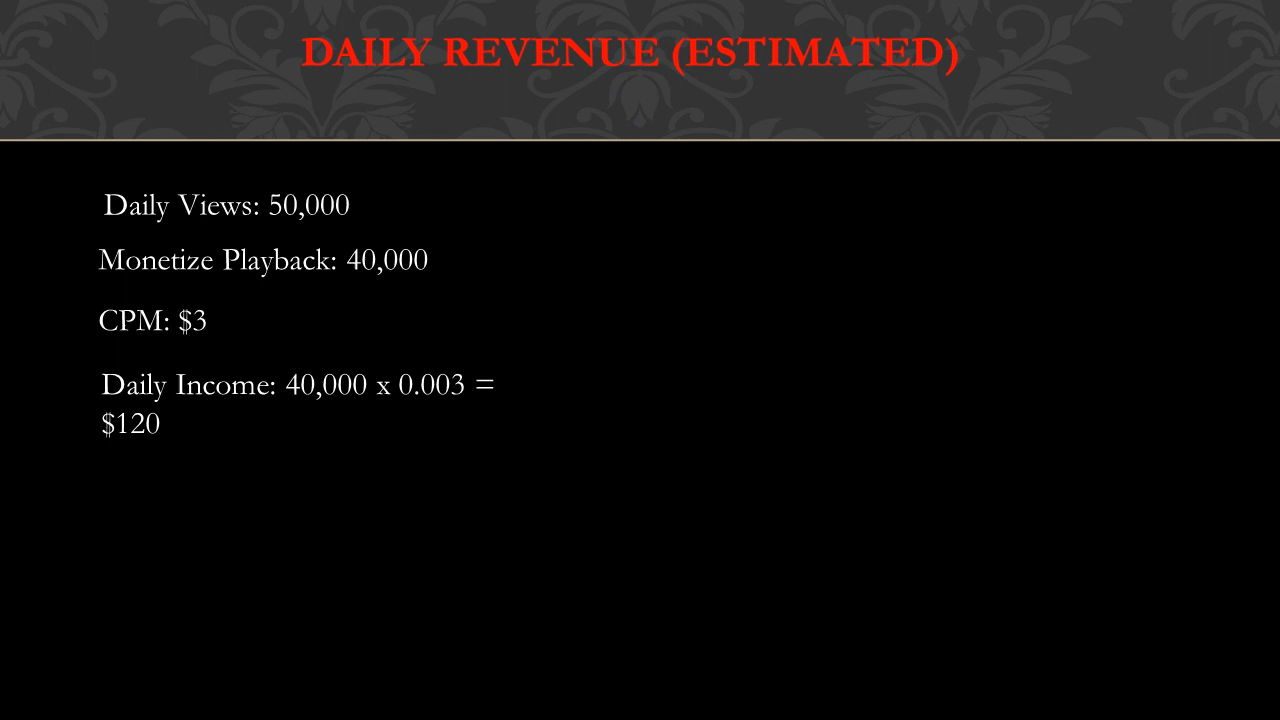 DAILY REVENUE (ESTIMATED)
Daily Views: 50,000
Monetize Playback: 40,000
CPM: $3
Daily Income: 40,000 x 0.003 =
$120